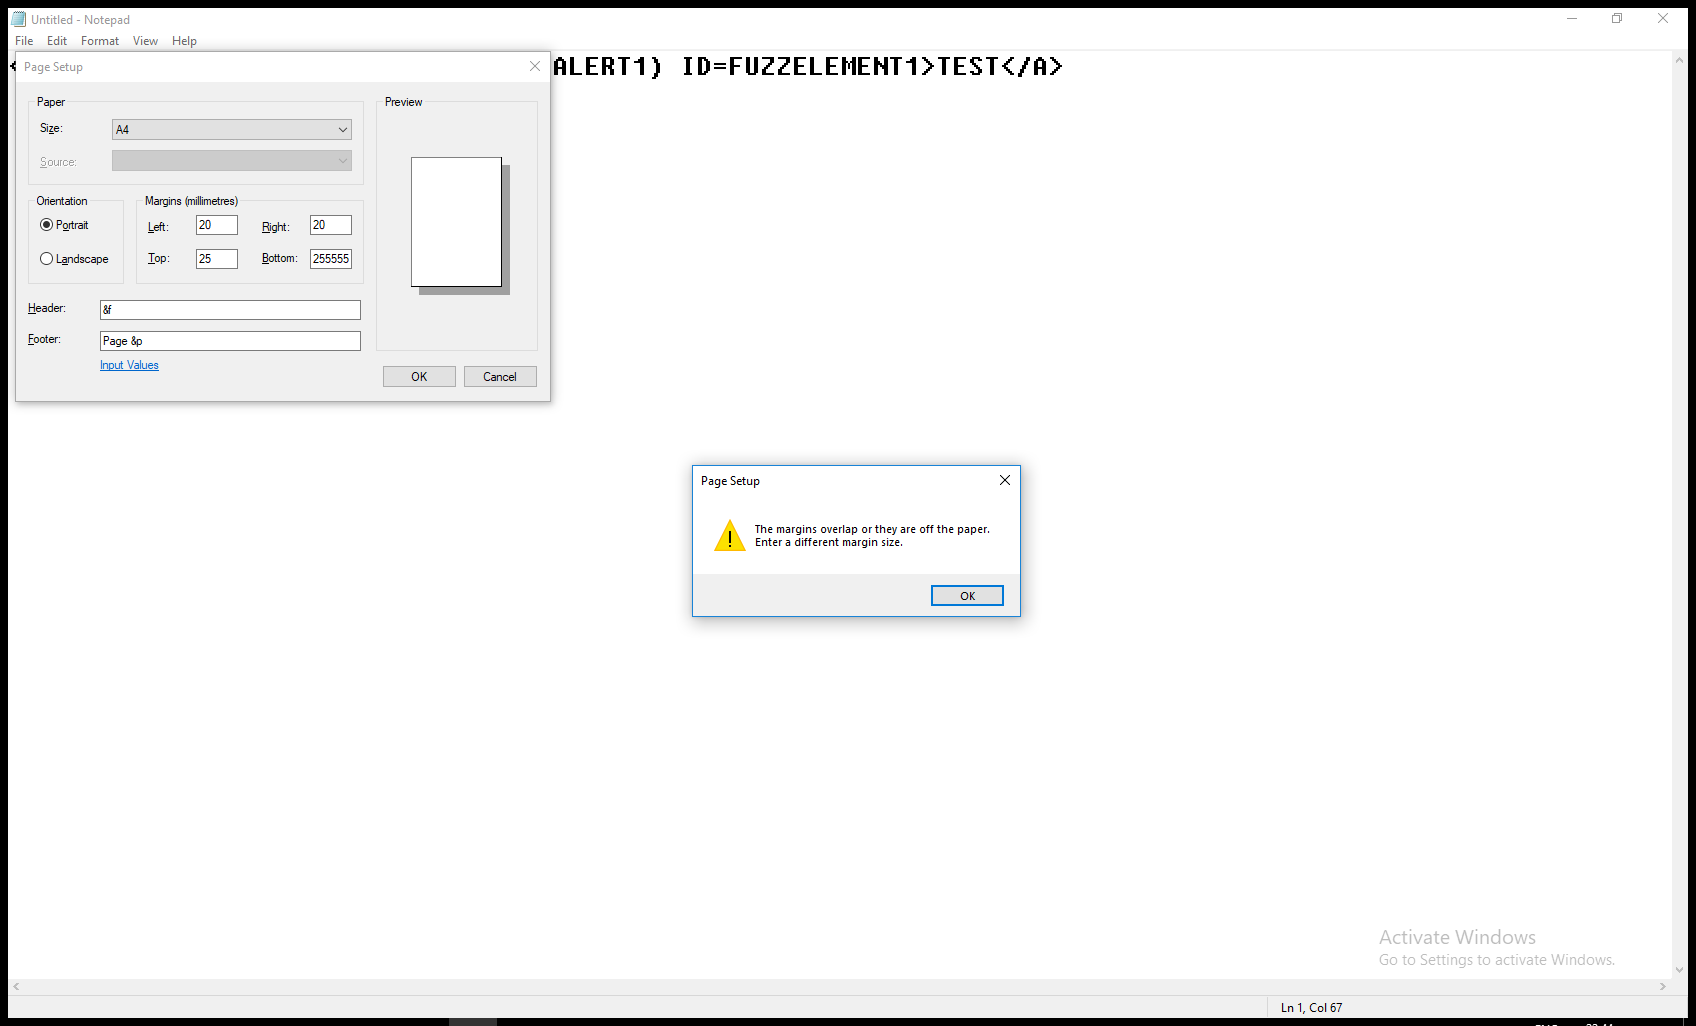 Untitled - Notepad
File Edit Format View Help
ALERT1) ID=FUZZELEMENT1>TEST</A>
Page Setup
Paper
Size: A4
Source:
Orientation
Portrait
Landscape
Margins (millimetres)
Left: 20 Right: 20
Top: 25 Bottom: 255555
Header: &f
Footer: Page &p
Input Values
Preview
OK Cancel
Page Setup
The margins overlap or they are off the paper.
Enter a different margin size.
OK
Activate Windows
Go to Settings to activate Windows.
Ln 1, Col 67